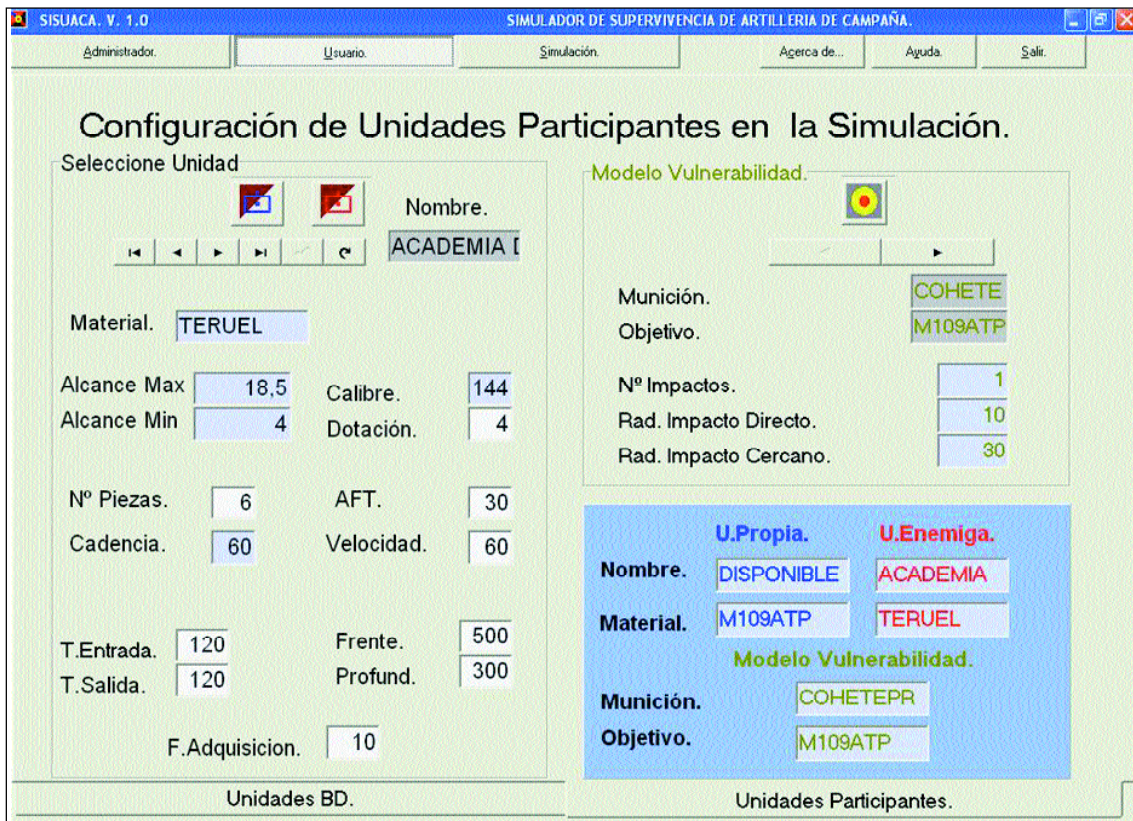 SISUACA. V. 1.0
SIMULADOR DE SUPERVIVENCIA DE ARTILLERIA DE CAMPAÑA.
Administrador.
Usuario.
Simulación.
Acerca de...
Ayuda.
Salir.
Configuración de Unidades Participantes en la Simulación.
Seleccione Unidad
Nombre.
ACADEMIA D
Material. TERUEL
Alcance Max 18,5
Calibre. 144
Alcance Min 4
Dotación. 4
Nº Piezas. 6
AFT. 30
Cadencia. 60
Velocidad. 60
T.Entrada. 120
Frente. 500
T.Salida. 120
Profund. 300
F.Adquisicion. 10
Unidades BD.
Modelo Vulnerabilidad.
Munición. COHETE
Objetivo. M109ATP
Nº Impactos. 1
Rad. Impacto Directo. 10
Rad. Impacto Cercano. 30
U.Propia. U.Enemiga.
Nombre. DISPONIBLE ACADEMIA
Material. M109ATP TERUEL
Modelo Vulnerabilidad.
Munición. COHETEPR
Objetivo. M109ATP
Unidades Participantes.